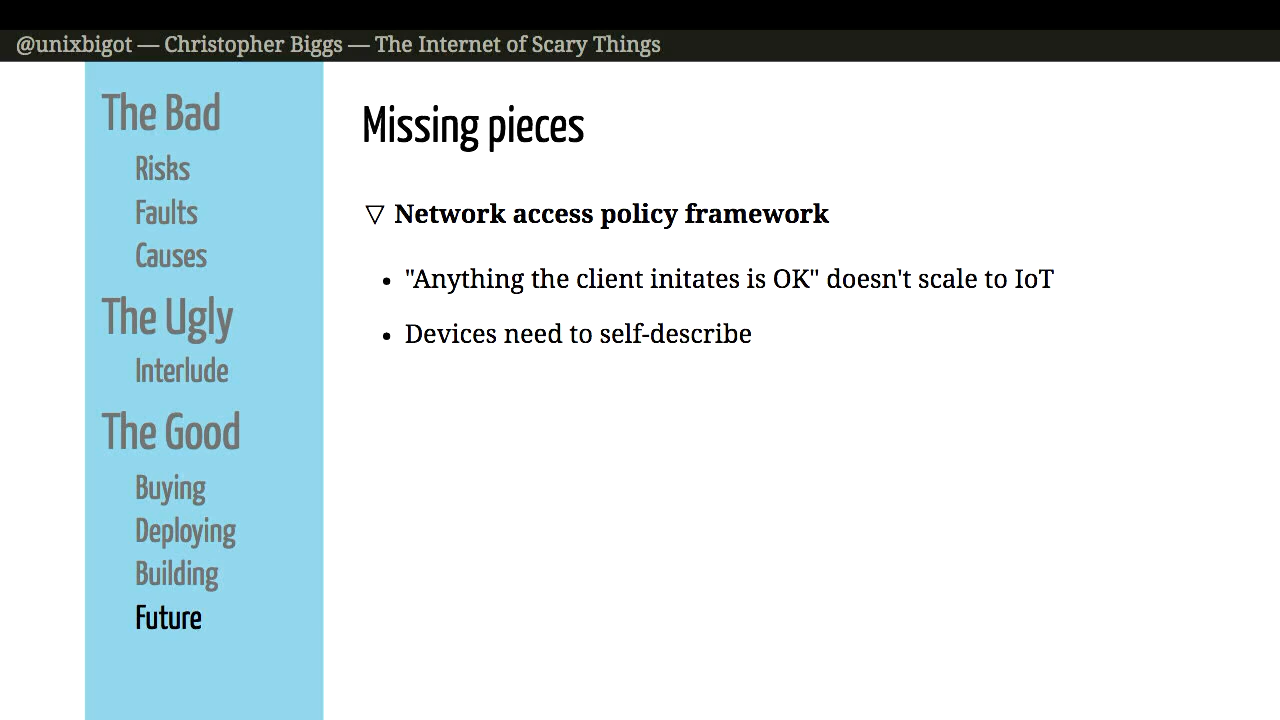 @unixbigot — Christopher Biggs — The Internet of Scary Things
The Bad
Risks
Faults
Causes
The Ugly
Interlude
The Good
Buying
Deploying
Building
Future
Missing pieces
▽ Network access policy framework
• "Anything the client initates is OK" doesn't scale to IoT
• Devices need to self-describe